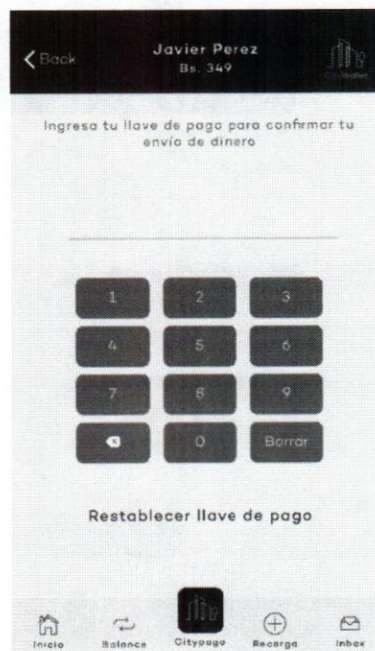 Back
Javier Perez
Bs. 349
Ingresa tu llave de pago para confirmar tu
envío de dinero
1 2 3
4 5 6
7 8 9
0 Borrar
Restablecer llave de pago
Inicio Balance Citypago Recarga Inbox